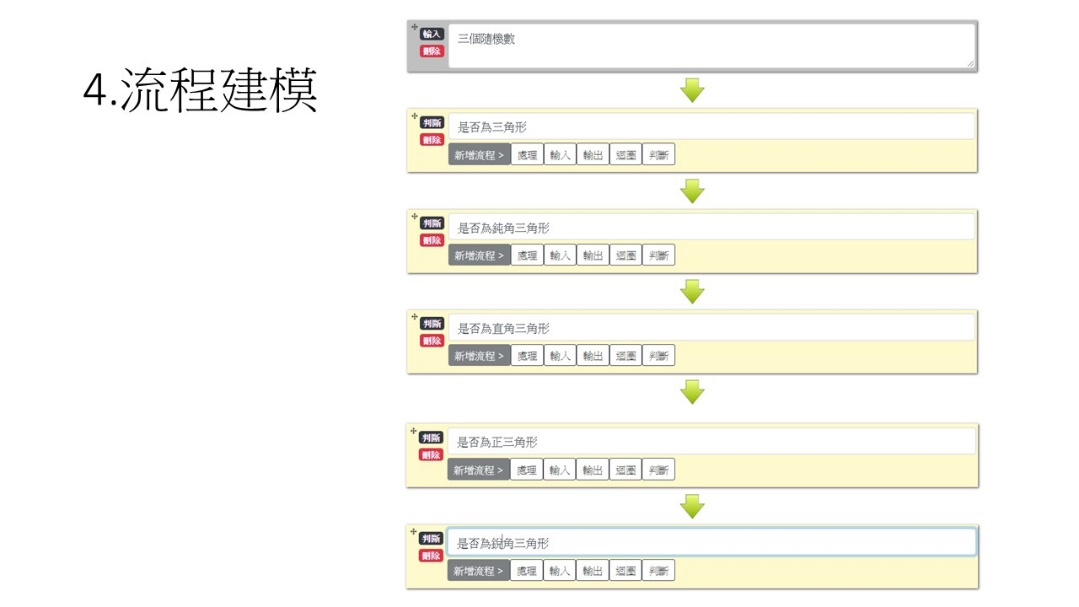 4.流程建模
輸入
刪除
三個隨機數
判斷
刪除
是否為三角形
新增流程 > 處理 輸入 輸出 迴圈 判斷
判斷
刪除
是否為鈍角三角形
新增流程 > 處理 輸入 輸出 迴圈 判斷
判斷
刪除
是否為直角三角形
新增流程 > 處理 輸入 輸出 迴圈 判斷
判斷
刪除
是否為正三角形
新增流程 > 處理 輸入 輸出 迴圈 判斷
判斷
刪除
是否為銳角三角形
新增流程 > 處理 輸入 輸出 迴圈 判斷